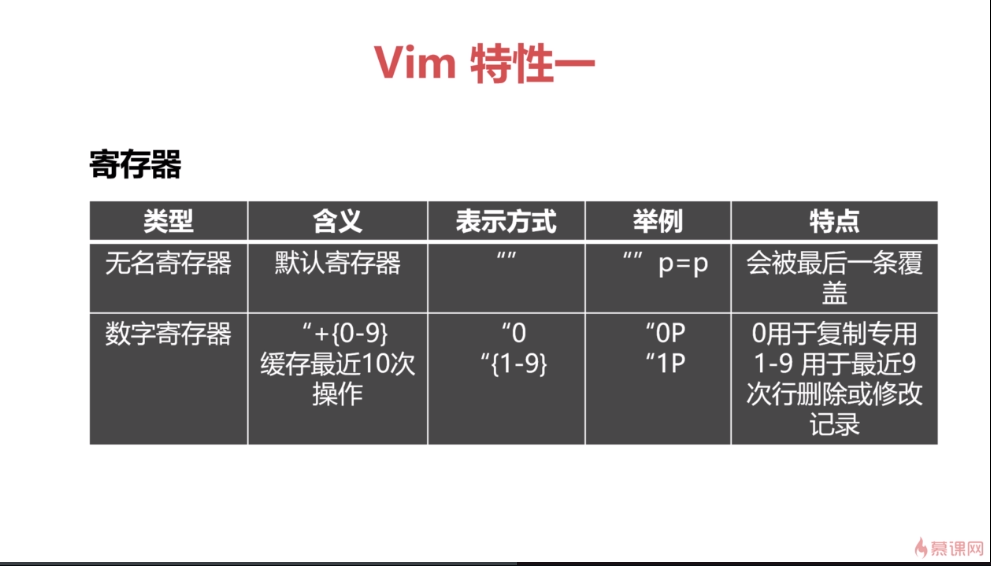 Vim 特性一
寄存器
类型 含义 表示方式 举例 特点
无名寄存器 默认寄存器 “” “” p=p 会被最后一条覆
盖
数字寄存器 “+{0-9} “0 “0P 0用于复制专用
缓存最近10次 “{1-9} “1P 1-9 用于最近9
操作 次行删除或修改
记录
慕课网